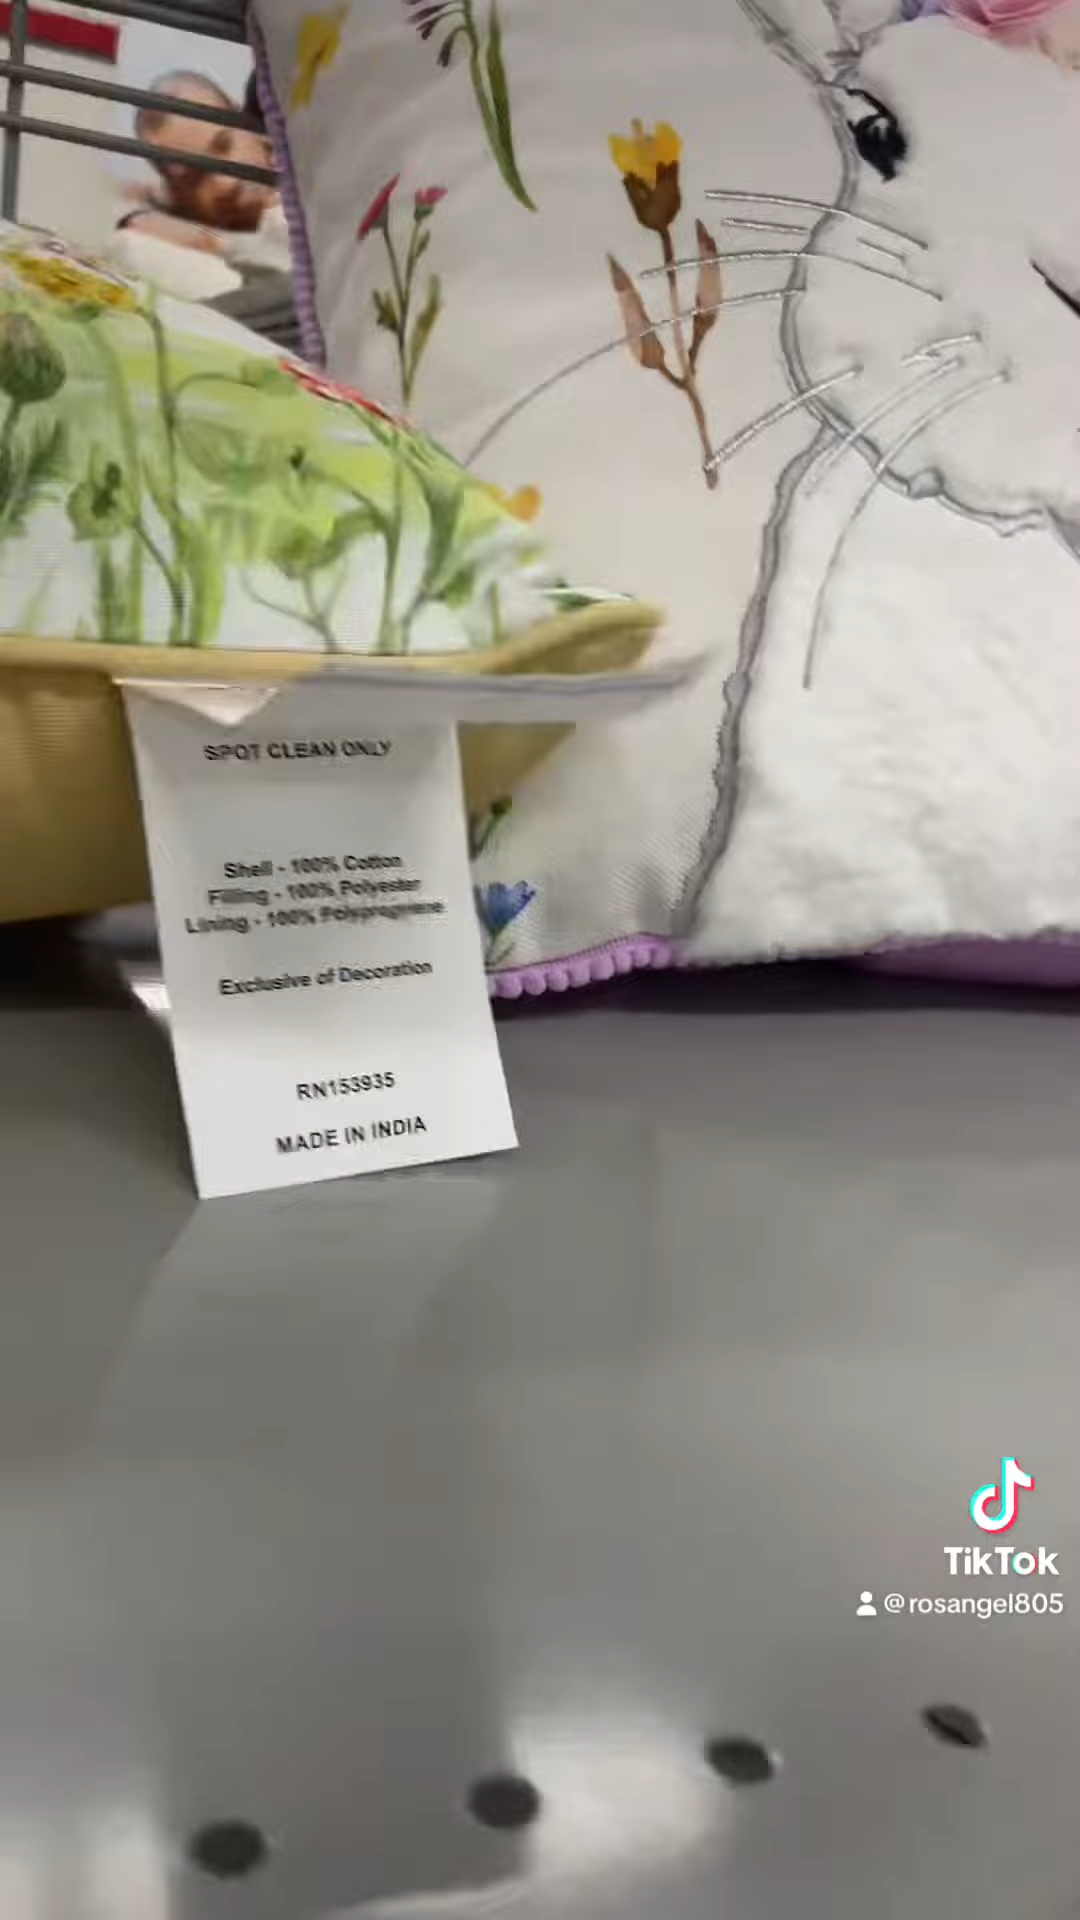 SPOT CLEAN ONLY
Shell - 100% Cotton
Filling - 100% Polyester
Lining - 100% Polypropylene
Exclusive of Decoration
RN153935
MADE IN INDIA
TikTok
@rosangel805